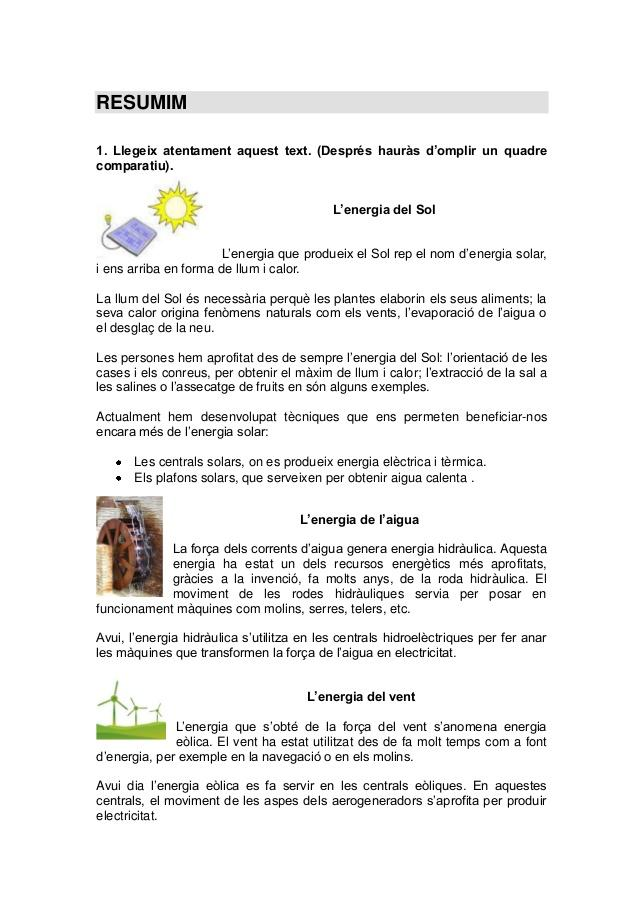 RESUMIM
1. Llegeix atentament aquest text. (Després hauràs d’omplir un quadre
comparatiu).
L’energia del Sol
L’energia que produeix el Sol rep el nom d’energia solar,
i ens arriba en forma de llum i calor.
La llum del Sol és necessària perquè les plantes elaborin els seus aliments; la
seva calor origina fenòmens naturals com els vents, l’evaporació de l’aigua o
el desglaç de la neu.
Les persones hem aprofitat des de sempre l’energia del Sol: l’orientació de les
cases i els conreus, per obtenir el màxim de llum i calor; l’extracció de la sal a
les salines o l’assecatge de fruits en són alguns exemples.
Actualment hem desenvolupat tècniques que ens permeten beneficiar-nos
encara més de l’energia solar:
• Les centrals solars, on es produeix energia elèctrica i tèrmica.
• Els plafons solars, que serveixen per obtenir aigua calenta .
L’energia de l’aigua
La força dels corrents d’aigua genera energia hidràulica. Aquesta
energia ha estat un dels recursos energètics més aprofitats,
gràcies a la invenció, fa molts anys, de la roda hidràulica. El
moviment de les rodes hidràuliques servia per posar en
funcionament màquines com molins, serres, telers, etc.
Avui, l’energia hidràulica s’utilitza en les centrals hidroelèctriques per fer anar
les màquines que transformen la força de l’aigua en electricitat.
L’energia del vent
L’energia que s’obté de la força del vent s’anomena energia
eòlica. El vent ha estat utilitzat des de fa molt temps com a font
d’energia, per exemple en la navegació o en els molins.
Avui dia l’energia eòlica es fa servir en les centrals eòliques. En aquestes
centrals, el moviment de les aspes dels aerogeneradors s’aprofita per produir
electricitat.